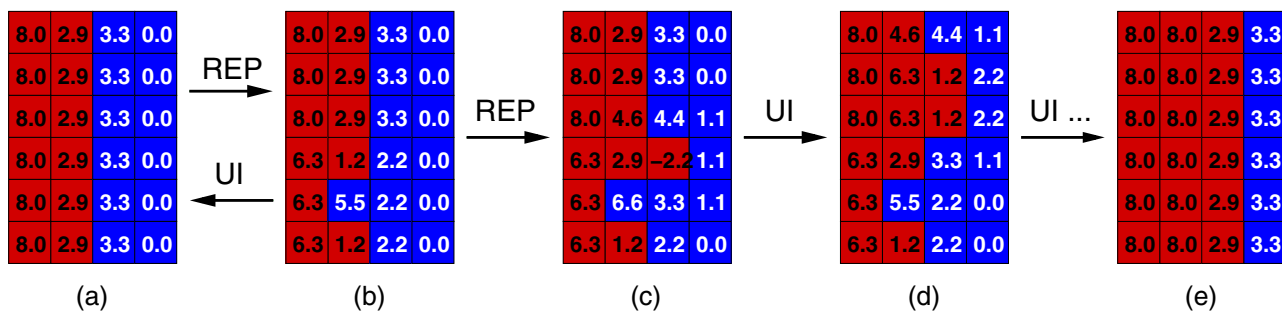 8.0 2.9 3.3 0.0
8.0 2.9 3.3 0.0
8.0 2.9 3.3 0.0
8.0 2.9 3.3 0.0
8.0 2.9 3.3 0.0
8.0 2.9 3.3 0.0
(a)
REP
UI
8.0 2.9 3.3 0.0
8.0 2.9 3.3 0.0
8.0 2.9 3.3 0.0
6.3 1.2 2.2 0.0
6.3 5.5 2.2 0.0
6.3 1.2 2.2 0.0
(b)
REP
8.0 2.9 3.3 0.0
8.0 2.9 3.3 0.0
8.0 4.6 4.4 1.1
6.3 2.9 −2.2 1.1
6.3 6.6 3.3 1.1
6.3 1.2 2.2 0.0
(c)
UI
8.0 4.6 4.4 1.1
8.0 6.3 1.2 2.2
8.0 6.3 1.2 2.2
6.3 2.9 3.3 1.1
6.3 5.5 2.2 0.0
6.3 1.2 2.2 0.0
(d)
UI ...
8.0 8.0 2.9 3.3
8.0 8.0 2.9 3.3
8.0 8.0 2.9 3.3
8.0 8.0 2.9 3.3
8.0 8.0 2.9 3.3
8.0 8.0 2.9 3.3
(e)